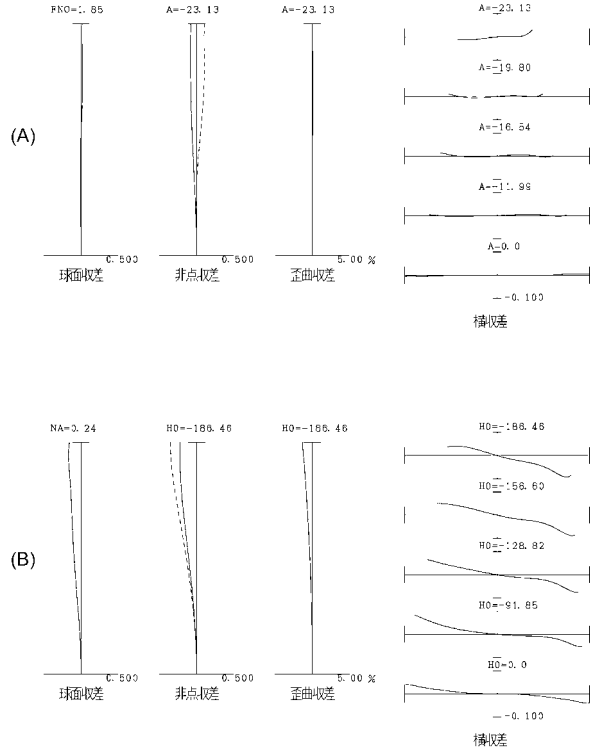 (A)
FNO=1.85
A=-23.13
A=-23.13
0.500
0.500
5.00 %
球面収差
非点収差
歪曲収差
A=-23.13
A=-19.80
A=-16.54
A=-11.99
A=0.0
-0.100
横収差
(B)
NA=0.24
H0=-186.46
H0=-186.46
0.500
0.500
5.00 %
球面収差
非点収差
歪曲収差
H0=-186.46
H0=-156.60
H0=-128.82
H0=-91.85
H0=0.0
-0.100
横収差